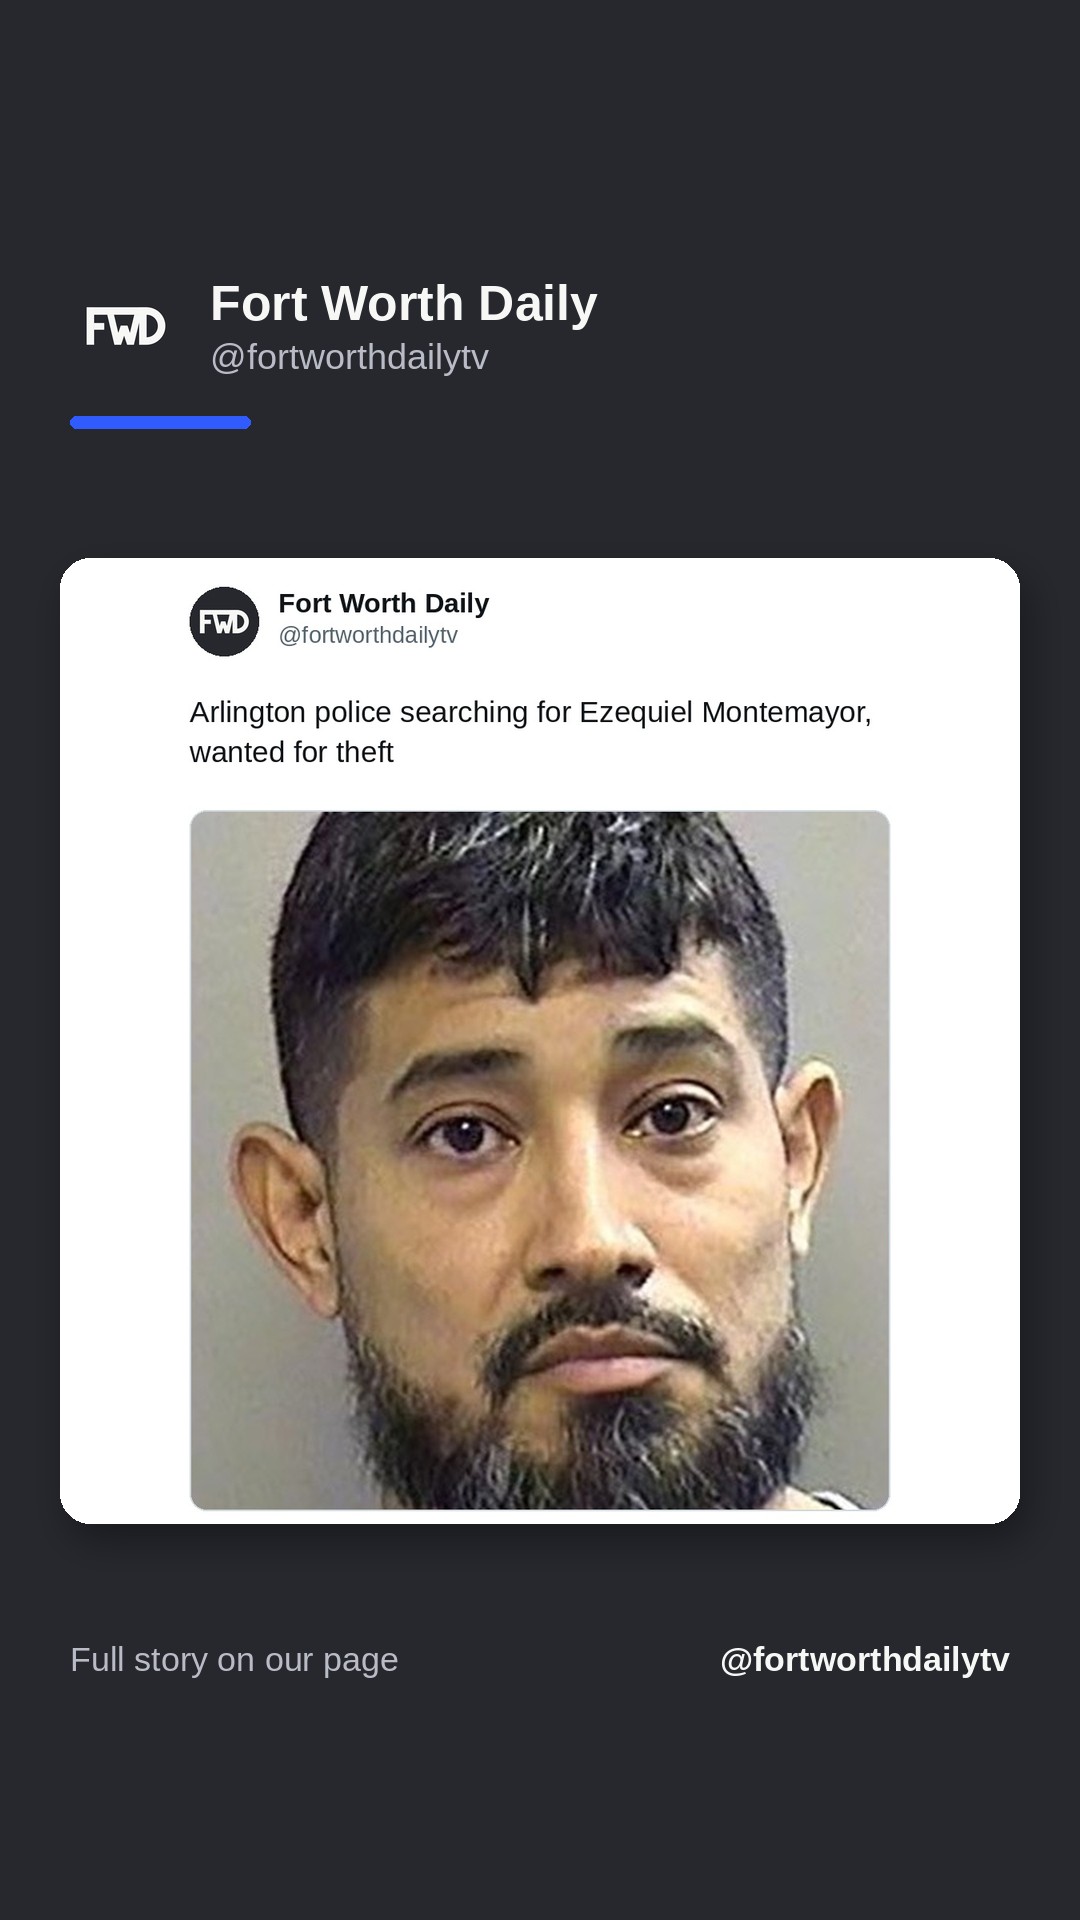 FWD
Fort Worth Daily
@fortworthdailytv
FWD
Fort Worth Daily
@fortworthdailytv
Arlington police searching for Ezequiel Montemayor,
wanted for theft
Full story on our page
@fortworthdailytv